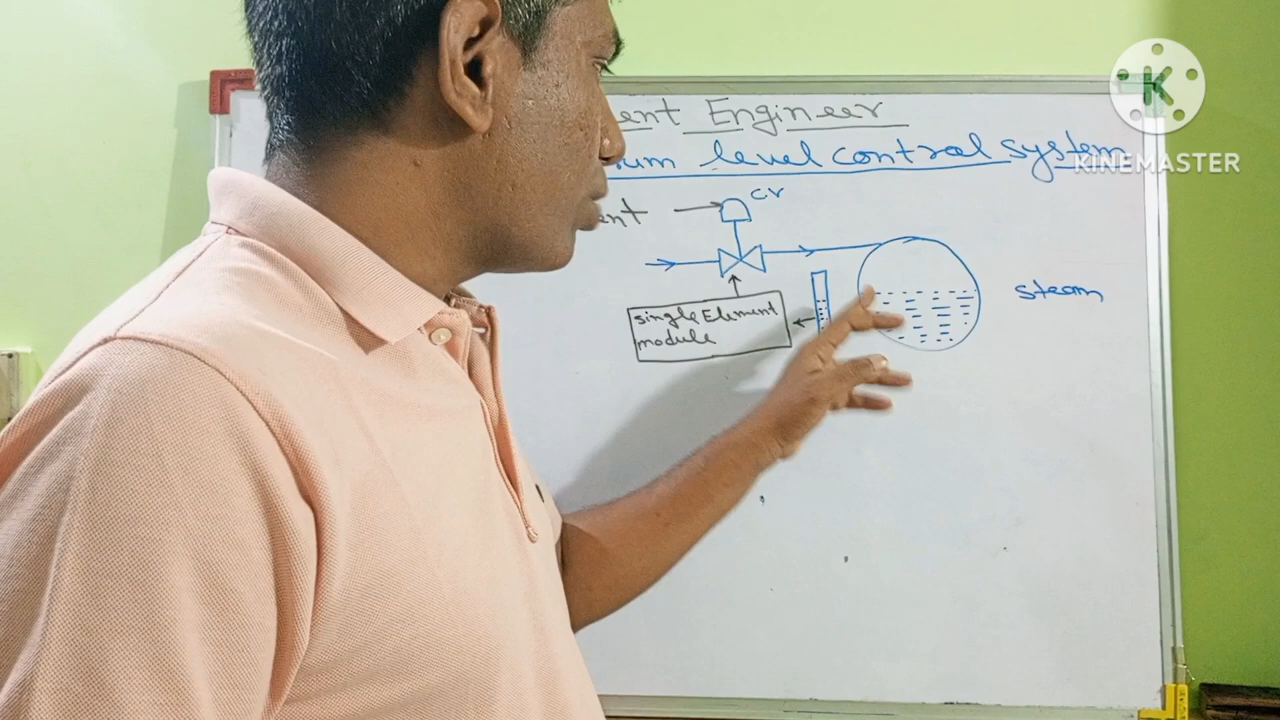 Engineer
level control system
KINEMASTER
CV
single Element
module
steam